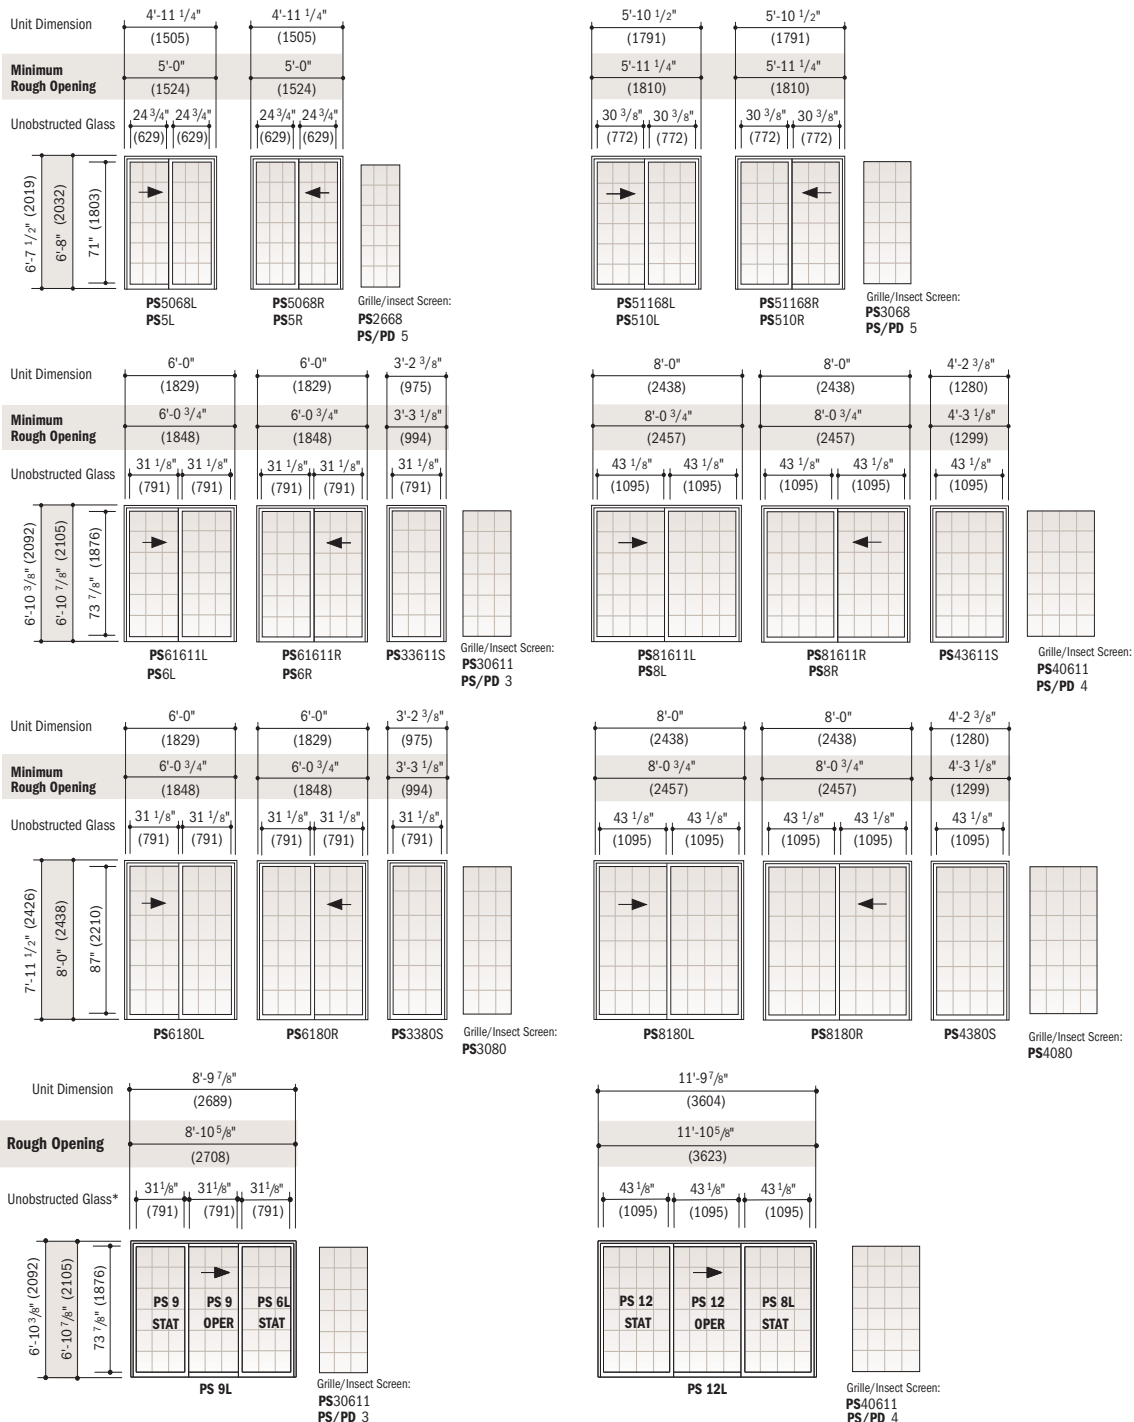 Unit Dimension
4'-11 1/4"
4'-11 1/4"
5'-10 1/2"
5'-10 1/2"
(1505)
(1505)
(1791)
(1791)
Minimum
Rough Opening
5'-0"
5'-0"
5'-11 1/4"
5'-11 1/4"
(1524)
(1524)
(1810)
(1810)
Unobstructed Glass
24 3/4" 24 3/4"
24 3/4" 24 3/4"
30 3/8" 30 3/8"
30 3/8" 30 3/8"
(629) (629)
(629) (629)
(772) (772)
(772) (772)
6'-7 1/2" (2019)
6'-8" (2032)
71" (1803)
PS5068L
PS5L
PS5068R
PS5R
Grille/insect Screen:
PS2668
PS/PD 5
PS51168L
PS510L
PS51168R
PS510R
Grille/Insect Screen:
PS3068
PS/PD 5
Unit Dimension
6'-0"
6'-0"
3'-2 3/8"
8'-0"
8'-0"
4'-2 3/8"
(1829)
(1829)
(975)
(2438)
(2438)
(1280)
Minimum
Rough Opening
6'-0 3/4"
6'-0 3/4"
3'-3 1/8"
8'-0 3/4"
8'-0 3/4"
4'-3 1/8"
(1848)
(1848)
(994)
(2457)
(2457)
(1299)
Unobstructed Glass
31 1/8" 31 1/8"
31 1/8" 31 1/8"
31 1/8"
43 1/8" 43 1/8"
43 1/8" 43 1/8"
43 1/8"
(791) (791)
(791) (791)
(791)
(1095) (1095)
(1095) (1095)
(1095)
6'-10 3/8" (2092)
6'-10 7/8" (2105)
73 7/8" (1876)
PS61611L
PS6L
PS61611R
PS6R
PS33611S
Grille/Insect Screen:
PS30611
PS/PD 3
PS81611L
PS8L
PS81611R
PS8R
PS43611S
Grille/Insect Screen:
PS40611
PS/PD 4
Unit Dimension
6'-0"
6'-0"
3'-2 3/8"
8'-0"
8'-0"
4'-2 3/8"
(1829)
(1829)
(975)
(2438)
(2438)
(1280)
Minimum
Rough Opening
6'-0 3/4"
6'-0 3/4"
3'-3 1/8"
8'-0 3/4"
8'-0 3/4"
4'-3 1/8"
(1848)
(1848)
(994)
(2457)
(2457)
(1299)
Unobstructed Glass
31 1/8" 31 1/8"
31 1/8" 31 1/8"
31 1/8"
43 1/8" 43 1/8"
43 1/8" 43 1/8"
43 1/8"
(791) (791)
(791) (791)
(791)
(1095) (1095)
(1095) (1095)
(1095)
7'-11 1/2" (2426)
8'-0" (2438)
87" (2210)
PS6180L
PS6180R
PS3380S
Grille/Insect Screen:
PS3080
PS8180L
PS8180R
PS4380S
Grille/Insect Screen:
PS4080
Unit Dimension
8'-9 7/8"
11'-9 7/8"
(2689)
(3604)
Rough Opening
8'-10 5/8"
11'-10 5/8"
(2708)
(3623)
Unobstructed Glass*
31 1/8" 31 1/8" 31 1/8"
43 1/8" 43 1/8" 43 1/8"
(791) (791) (791)
(1095) (1095) (1095)
6'-10 3/8" (2092)
6'-10 7/8" (2105)
73 7/8" (1876)
PS 9 PS 9 PS 6L
STAT OPER STAT
PS 9L
Grille/Insect Screen:
PS30611
PS/PD 3
PS 12 PS 12 PS 8L
STAT OPER STAT
PS 12L
Grille/Insect Screen:
PS40611
PS/PD 4